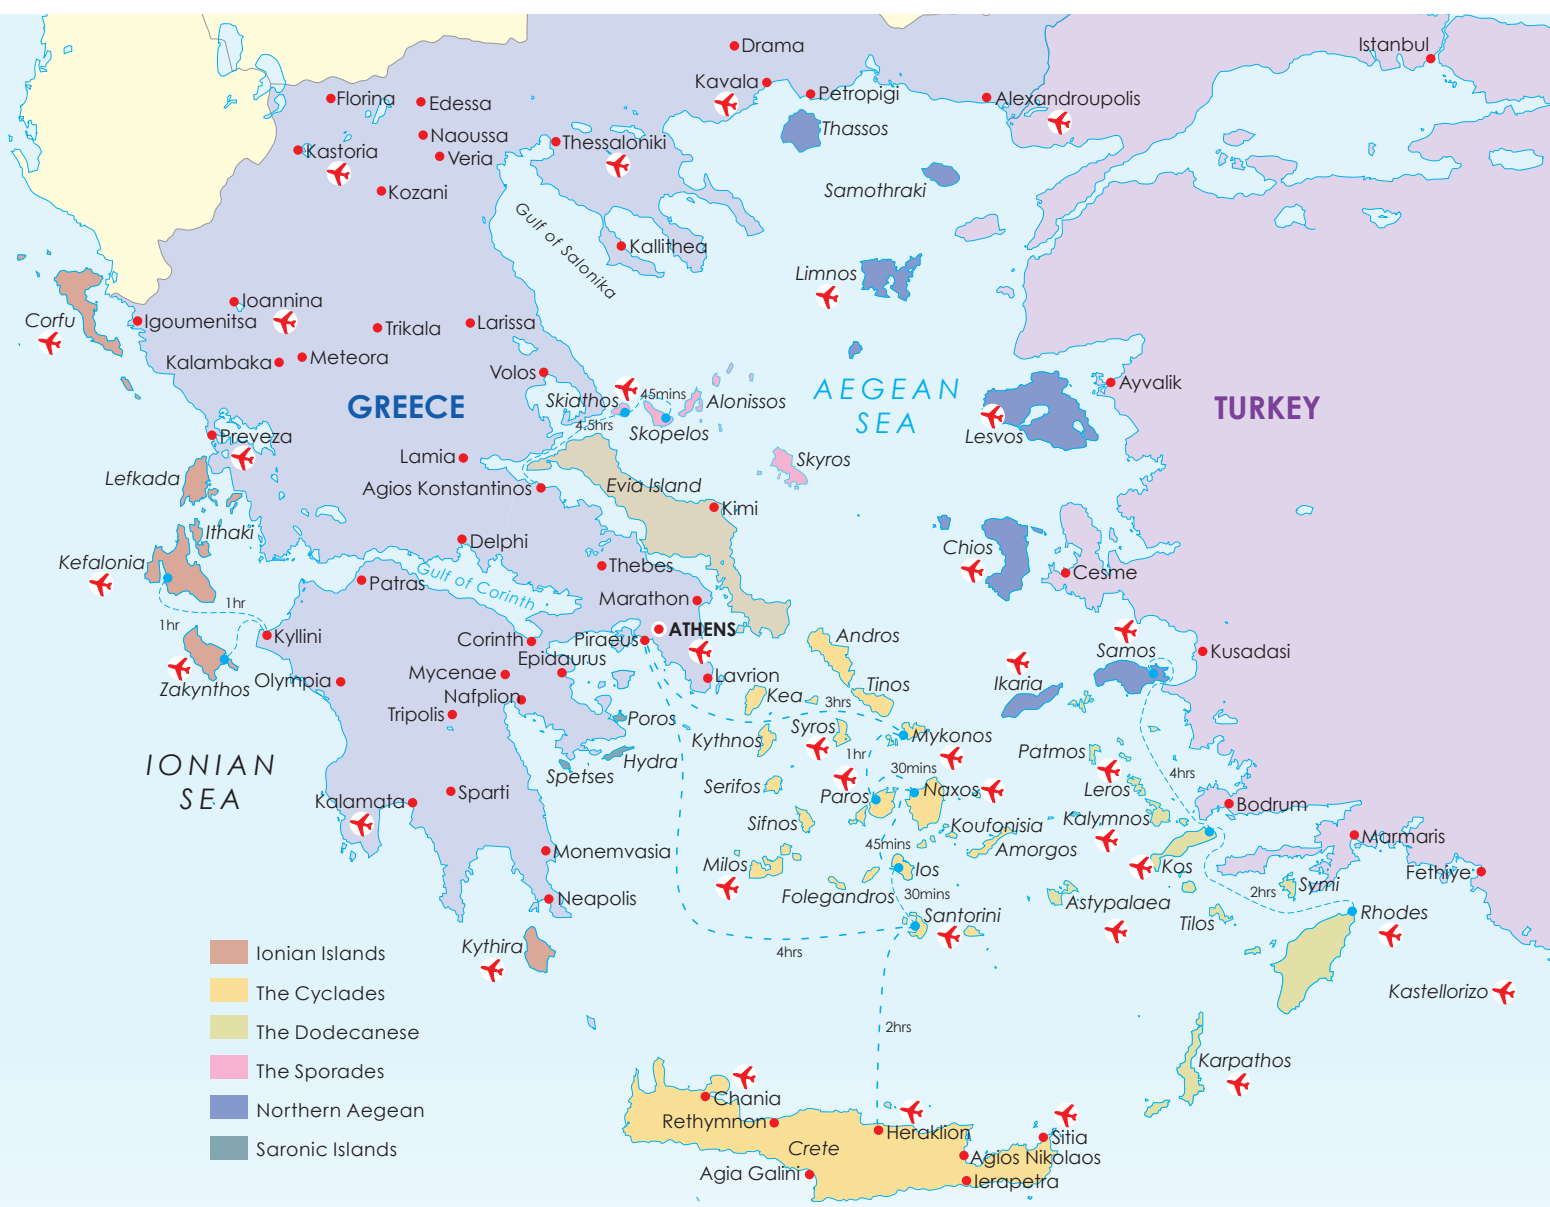 Drama
Istanbul
Kavala
Petropigi
Alexandroupolis
Florina
Edessa
Thassos
Naoussa
Thessaloniki
Kastoria
Veria
Kozani
Samothraki
Gulf of Salonika
Kallithea
Limnos
Ioannina
Corfu
Igoumenitsa
Trikala
Larissa
Kalambaka
Meteora
Volos
Ayvalik
AEGEAN
SEA
GREECE
TURKEY
Skiathos
45mins
Alonissos
4.5hrs
Skopelos
Lesvos
Preveza
Lamia
Skyros
Lefkada
Agios Konstantinos
Evia Island
Kimi
Ithaki
Delphi
Chios
Kefalonia
Gulf of Corinth
Thebes
Cesme
Patras
Marathon
1hr
1hr
Kyllini
Corinth
Piraeus
ATHENS
Andros
Samos
Kusadasi
Epidaurus
Mycenae
Zakynthos
Olympia
Lavrion
Tinos
Ikaria
Nafplion
Kea
3hrs
Tripolis
Poros
Syros
Kythnos
Mykonos
Patmos
Hydra
1hr
IONIAN
SEA
Spetses
30mins
4hrs
Serifos
Leros
Paros
Naxos
Kalamata
Sparti
Bodrum
Sifnos
Koufonisia
Kalymnos
Marmaris
45mins
Amorgos
Monemvasia
Milos
Ios
Kos
Fethiye
Folegandros
30mins
2hrs
Symi
Neapolis
Santorini
Astypalaea
Tilos
Rhodes
Kythira
4hrs
Kastellorizo
Ionian Islands
The Cyclades
The Dodecanese
The Sporades
Northern Aegean
Saronic Islands
2hrs
Karpathos
Chania
Rethymnon
Heraklion
Sitia
Crete
Agios Nikolaos
Agia Galini
Ierapetra